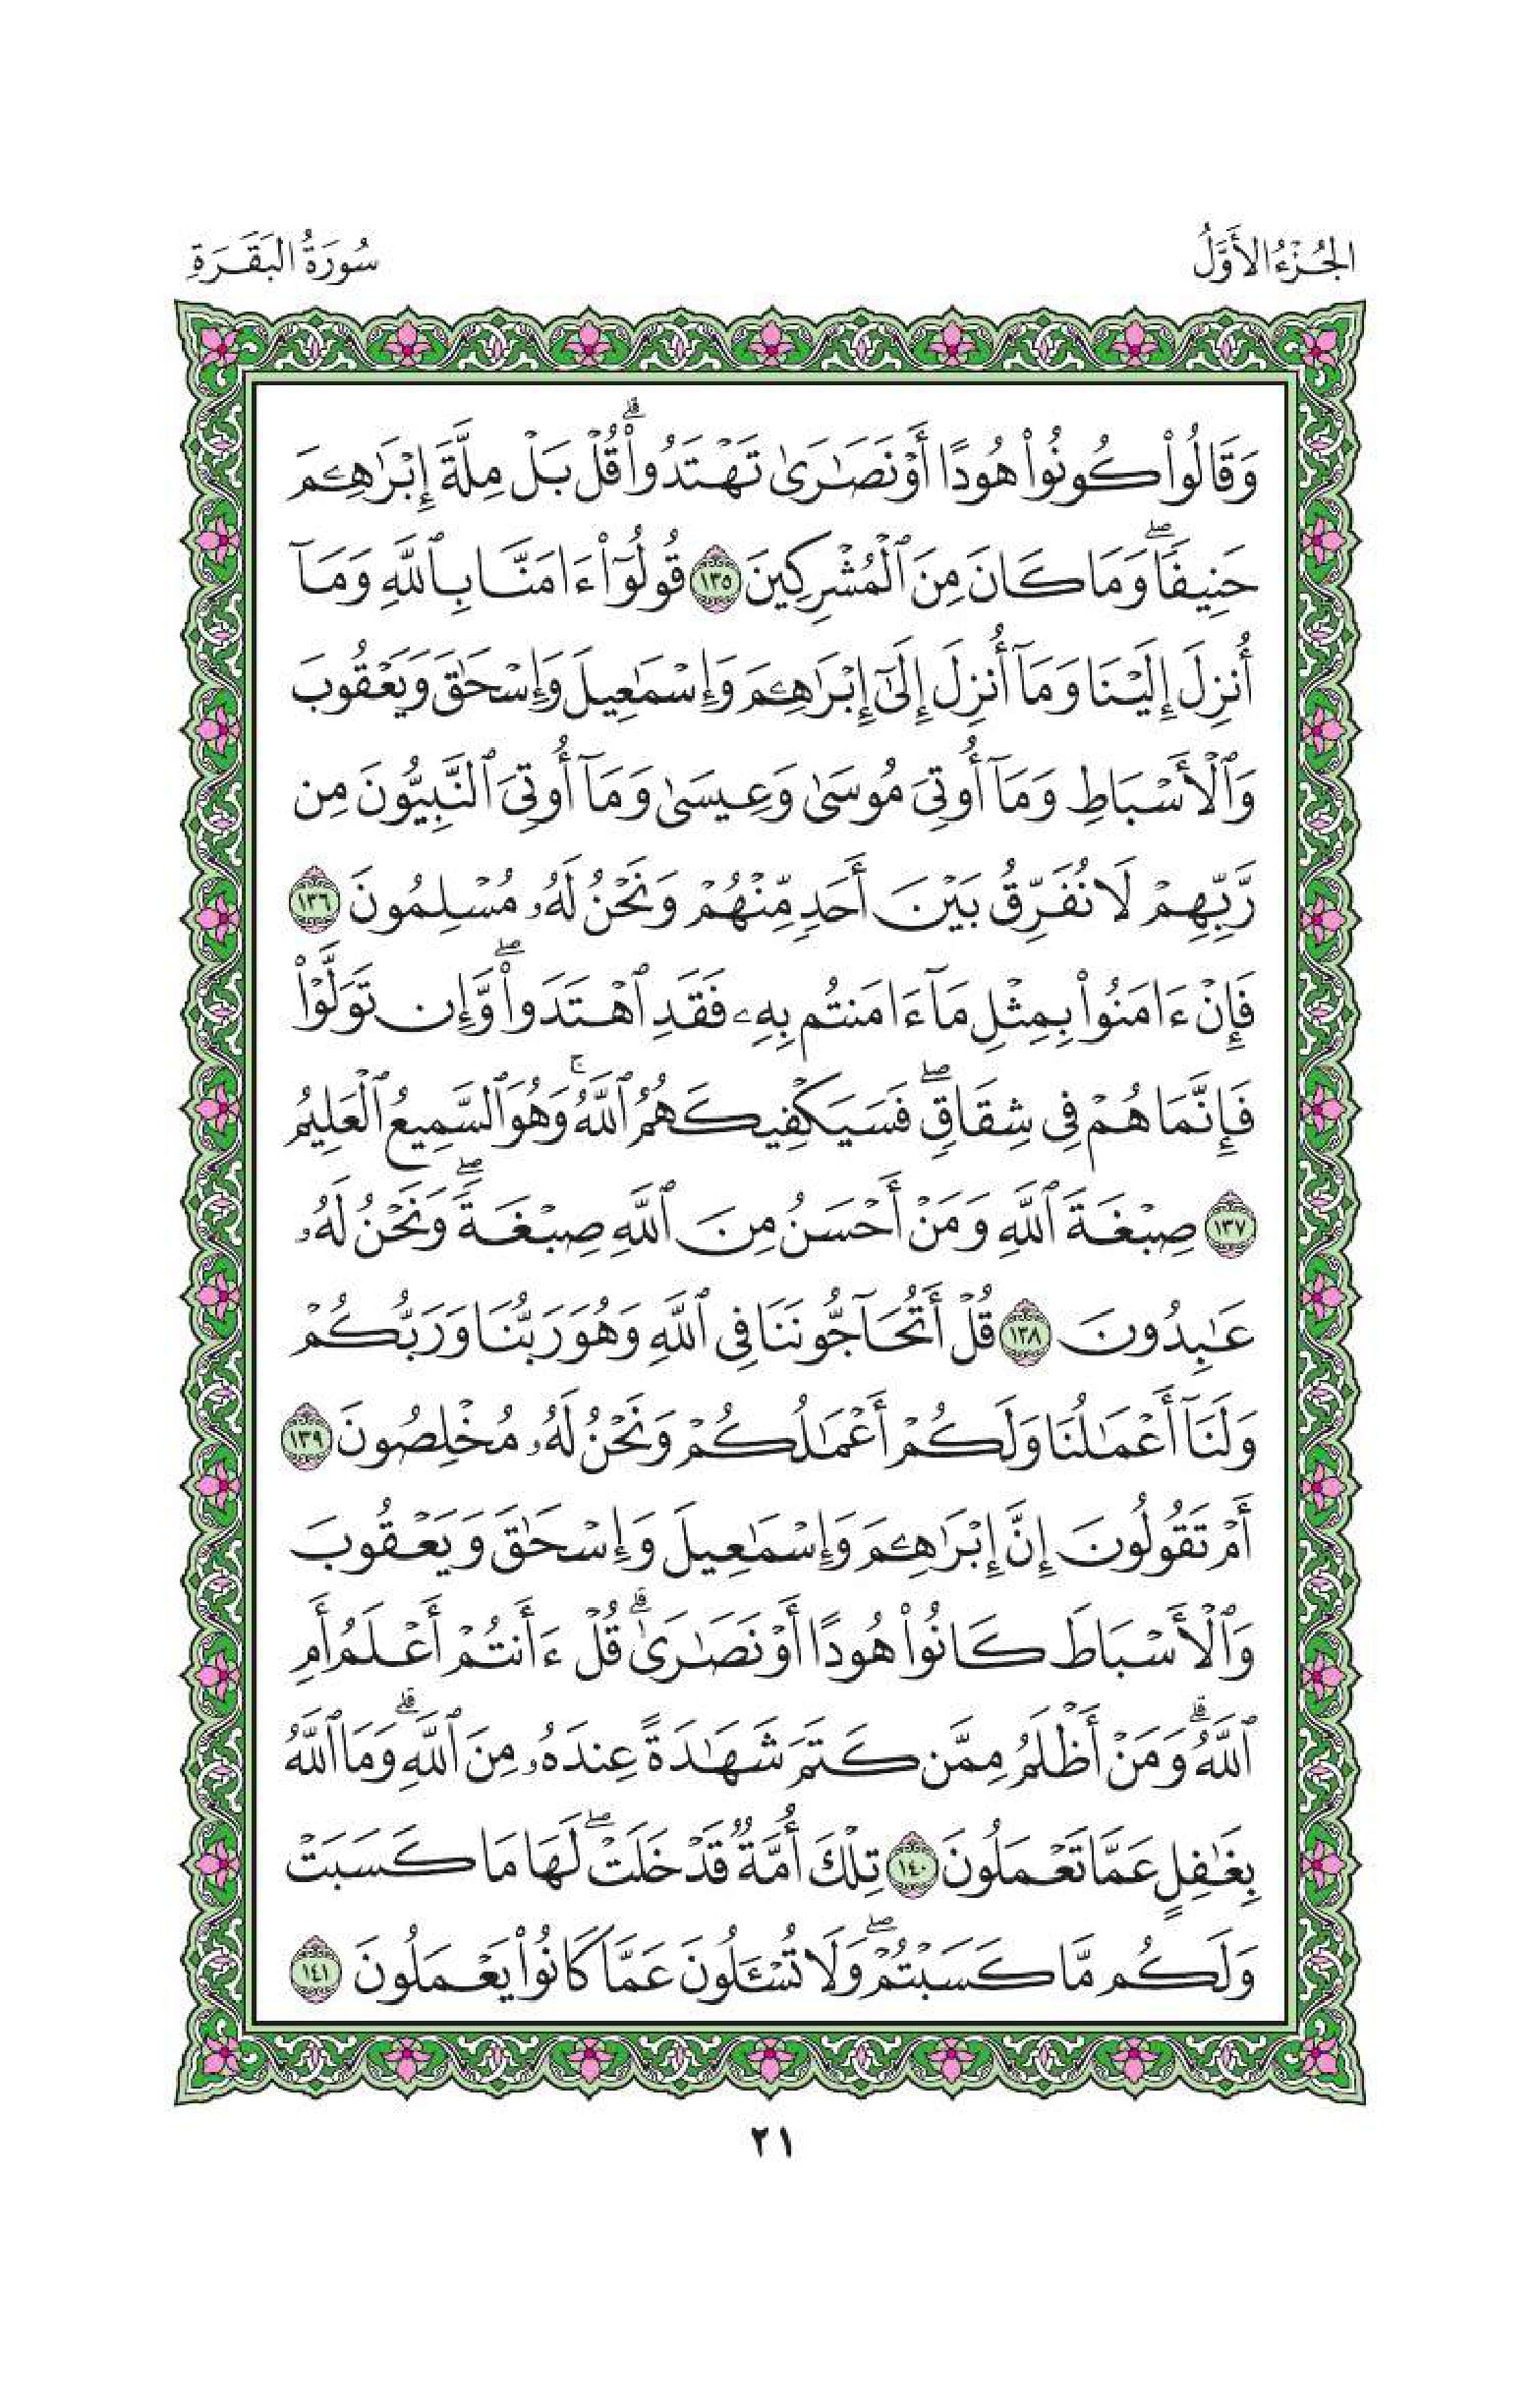 الجُزْءُ الأَوَّلُ
سُورَةُ البَقَرَةِ
وَقَالُوا۟ كُونُوا۟ هُودًا أَوْ نَصَـٰرَىٰ تَهْتَدُوا۟ ۗ قُلْ بَلْ مِلَّةَ إِبْرَٰهِـۧمَ
حَنِيفًا ۖ وَمَا كَانَ مِنَ ٱلْمُشْرِكِينَ ١٣٥ قُولُوٓا۟ ءَامَنَّا بِٱللَّهِ وَمَآ
أُنزِلَ إِلَيْنَا وَمَآ أُنزِلَ إِلَىٰٓ إِبْرَٰهِـۧمَ وَإِسْمَـٰعِيلَ وَإِسْحَـٰقَ وَيَعْقُوبَ
وَٱلْأَسْبَاطِ وَمَآ أُوتِىَ مُوسَىٰ وَعِيسَىٰ وَمَآ أُوتِىَ ٱلنَّبِيُّونَ مِن
رَّبِّهِمْ لَا نُفَرِّقُ بَيْنَ أَحَدٍ مِّنْهُمْ وَنَحْنُ لَهُۥ مُسْلِمُونَ ١٣٦
فَإِنْ ءَامَنُوا۟ بِمِثْلِ مَآ ءَامَنتُم بِهِۦ فَقَدِ ٱهْتَدَوا۟ ۖ وَّإِن تَوَلَّوْا۟
فَإِنَّمَا هُمْ فِى شِقَاقٍ ۖ فَسَيَكْفِيكَهُمُ ٱللَّهُ ۚ وَهُوَ ٱلسَّمِيعُ ٱلْعَلِيمُ
١٣٧ صِبْغَةَ ٱللَّهِ وَمَنْ أَحْسَنُ مِنَ ٱللَّهِ صِبْغَةً ۖ وَنَحْنُ لَهُۥ
عَـٰبِدُونَ ١٣٨ قُلْ أَتُحَآجُّونَنَا فِى ٱللَّهِ وَهُوَ رَبُّنَا وَرَبُّكُمْ
وَلَنَآ أَعْمَـٰلُنَا وَلَكُمْ أَعْمَـٰلُكُمْ وَنَحْنُ لَهُۥ مُخْلِصُونَ ١٣٩
أَمْ تَقُولُونَ إِنَّ إِبْرَٰهِـۧمَ وَإِسْمَـٰعِيلَ وَإِسْحَـٰقَ وَيَعْقُوبَ
وَٱلْأَسْبَاطَ كَانُوا۟ هُودًا أَوْ نَصَـٰرَىٰ ۗ قُلْ ءَأَنتُمْ أَعْلَمُ أَمِ
ٱللَّهُ ۗ وَمَنْ أَظْلَمُ مِمَّن كَتَمَ شَهَـٰدَةً عِندَهُۥ مِنَ ٱللَّهِ ۗ وَمَا ٱللَّهُ
بِغَـٰفِلٍ عَمَّا تَعْمَلُونَ ١٤٠ تِلْكَ أُمَّةٌ قَدْ خَلَتْ ۖ لَهَا مَا كَسَبَتْ
وَلَكُم مَّا كَسَبْتُمْ ۖ وَلَا تُسْـَٔلُونَ عَمَّا كَانُوا۟ يَعْمَلُونَ ١٤١
٢١